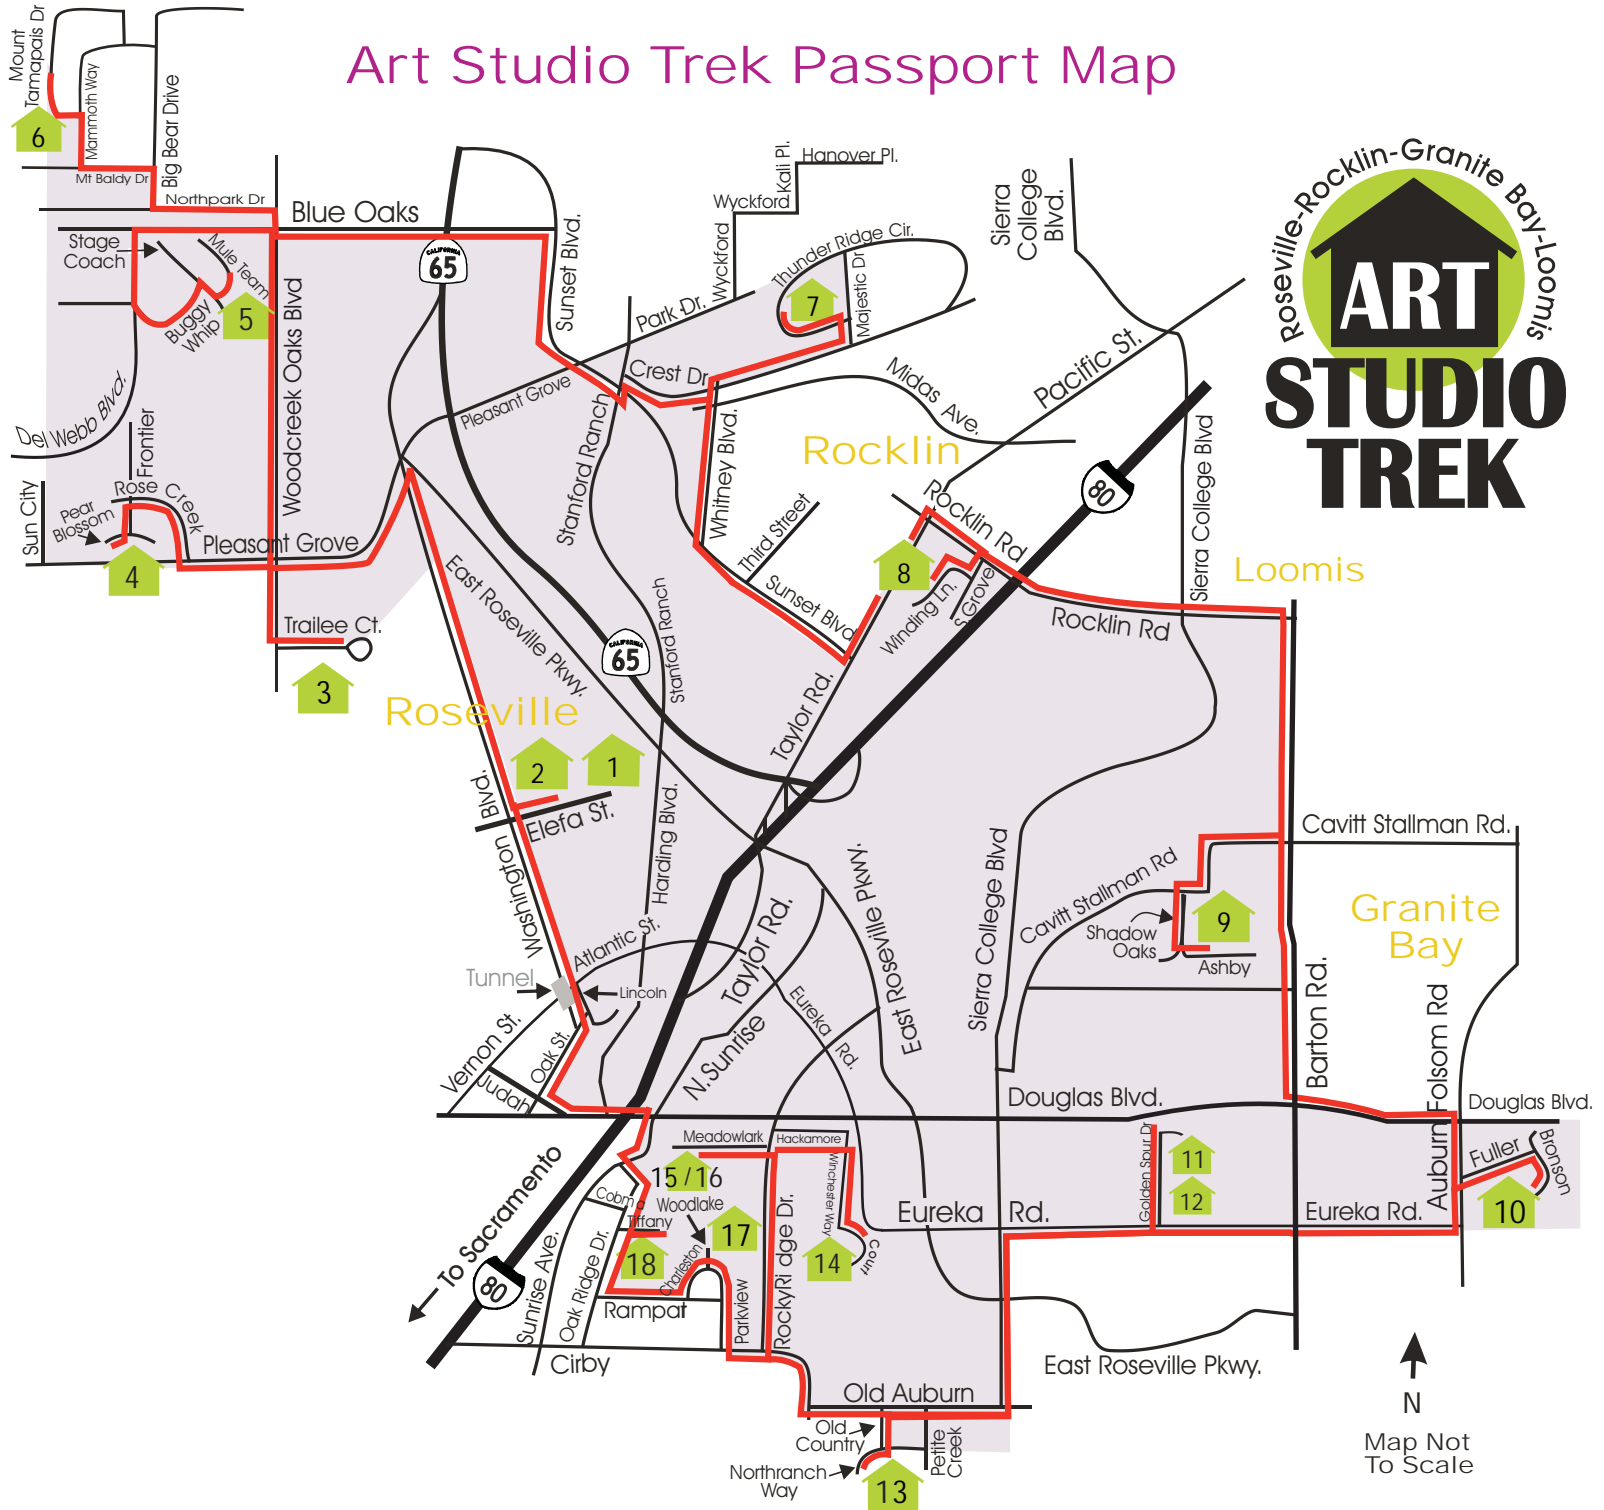 Art Studio Trek Passport Map
Roseville-Rocklin-Granite Bay-Loomis
ART
STUDIO
TREK
Mount
Tamapais Dr
Mammoth Way
Big Bear Drive
6
Mt Baldy Dr
Northpark Dr
Blue Oaks
Stage
Coach
Mule Team
Buggy
Whip
5
Woodcreek Oaks Blvd
CALIFORNIA
65
Sunset Blvd.
Hanover Pl.
Kali Pl.
Wyckford
Wyckford
Thunder Ridge Cir.
7
Majestic Dr
Park Dr.
Crest Dr
Pleasant Grove
Sierra
College
Blvd.
Pacific St.
Midas Ave.
Del Webb Blvd.
Frontier
Rose Creek
Pear
Blossom
Sun City
4
Pleasant Grove
Stanford Ranch
Whitney Blvd.
Rocklin
Third Street
Sunset Blvd
8
Rocklin Rd
Winding Ln.
S. Grove
80
Sierra College Blvd
Loomis
Rocklin Rd
East Roseville Pkwy.
CALIFORNIA
65
Stanford Ranch
Trailee Ct.
3
Roseville
2
1
Elefa St.
Washington Blvd.
Harding Blvd.
Taylor Rd.
Cavitt Stallman Rd.
Cavitt Stallman Rd
Shadow
Oaks
9
Ashby
Granite
Bay
Sierra College Blvd
East Roseville Pkwy.
Taylor Rd.
Atlantic St.
Tunnel
Lincoln
Eureka Rd.
N. Sunrise
Vernon St.
Oak St.
Judah
Barton Rd.
Auburn Folsom Rd
Douglas Blvd.
Douglas Blvd.
Meadowlark
Hackamore
15/16
Woodlake
Cobma
Tiffany
17
18
Charleston
Winchester Way
14
Court
Eureka Rd.
Golden Spur Dr
11
12
Eureka Rd.
Fuller
Bronson
10
To Sacramento
80
Sunrise Ave.
Oak Ridge Dr.
Rampat
Parkview
RockyRi dge Dr.
Cirby
East Roseville Pkwy.
Old Auburn
Old
Country
Petite
Creek
Northranch
Way
13
N
Map Not
To Scale